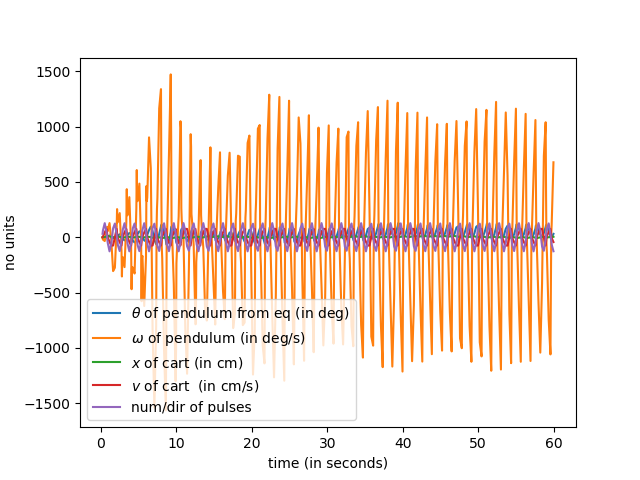 1500
1000
500
0
−500
−1000
−1500
no units
θ of pendulum from eq (in deg)
ω of pendulum (in deg/s)
x of cart (in cm)
v of cart (in cm/s)
num/dir of pulses
0 10 20 30 40 50 60
time (in seconds)